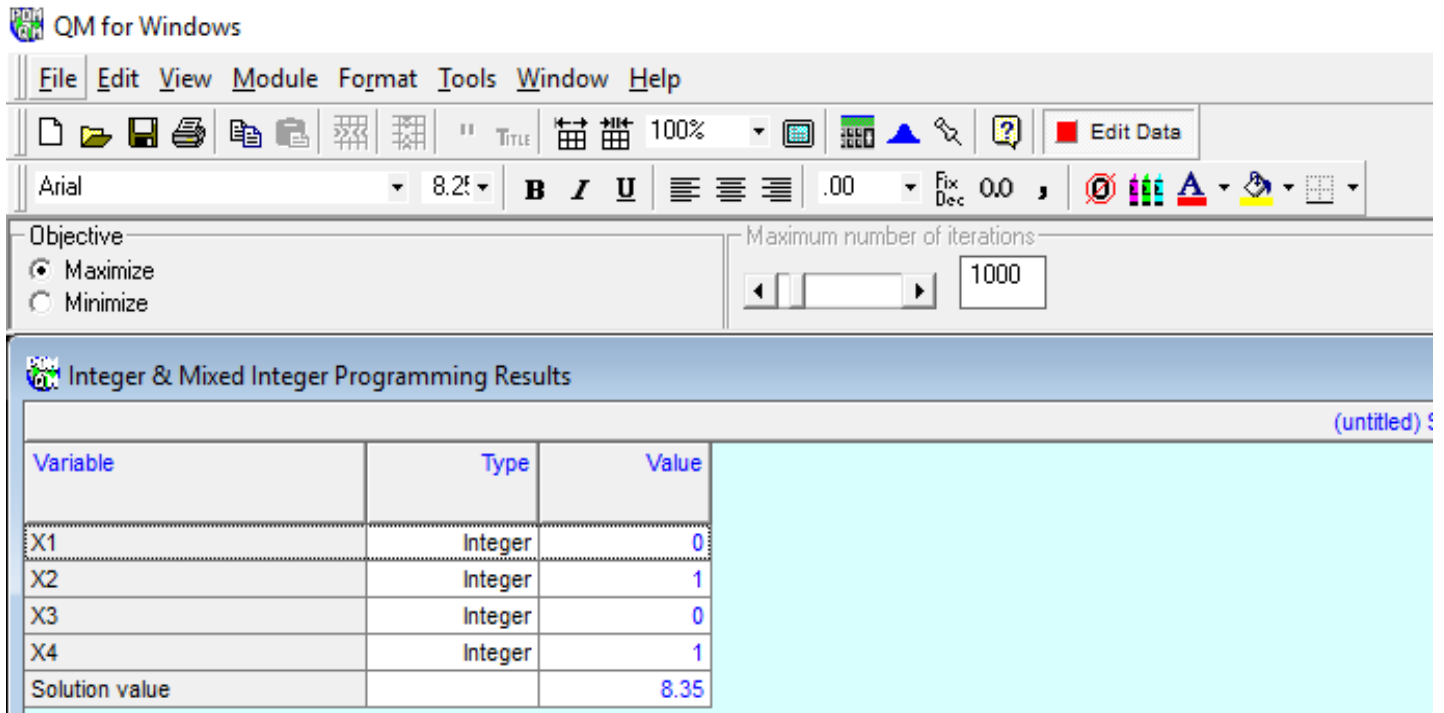 QM for Windows
File Edit View Module Format Tools Window Help
" TITLE 100% Edit Data
Arial 8.2 B I U .00 Fix Dec 0.0 ,
Objective Maximum number of iterations
Maximize 1000
Minimize
Integer & Mixed Integer Programming Results
(untitled)
Variable Type Value
X1 Integer 0
X2 Integer 1
X3 Integer 0
X4 Integer 1
Solution value 8.35